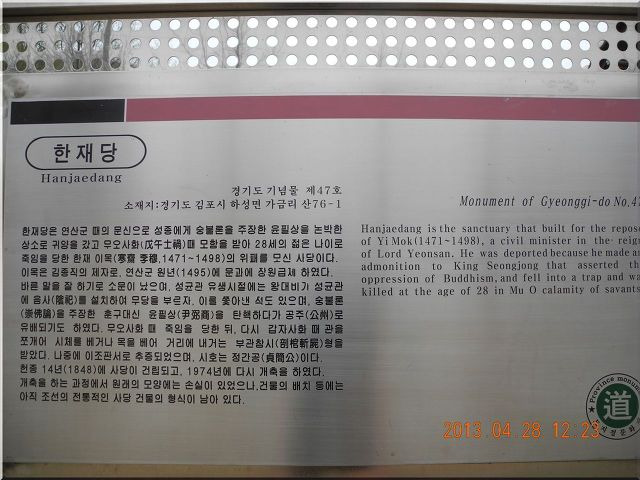 한재당
Hanjaedang
경기도 기념물 제47호
소재지:경기도 김포시 하성면 가금리 산76-1
한재당은 연산군 때의 문신으로 성종에게 숭불론을 주장한 윤필상을 논박한
상소로 귀양을 갔고 무오사화(戊午士禍)때 모함을 받아 28세의 젊은 나이로
죽임을 당한 한재 이목(寒齋 李穆,1471~1498)의 위패를 모신 사당이다.
이목은 김종직의 제자로, 연산군 원년(1495)에 문과에 장원급제 하였다.
바른 말을 잘 하기로 소문이 났으며, 성균관 유생시절에는 왕대비가 성균관
에 음사(陰祀)를 설치하여 무당을 부르자, 이를 쫓아낸 적도 있으며, 숭불론
(崇佛論)을 주장한 훈구대신 윤필상(尹弼商)을 탄핵하다가 공주(公州)로
유배되기도 하였다. 무오사화 때 죽임을 당한 뒤, 다시 갑자사화 때 관을
쪼개어 시체를 베거나 목을 베어 거리에 내거는 부관참시(剖棺斬屍)형을
받았다. 나중에 이조판서로 추증되었으며, 시호는 정간공(貞簡公)이다.
헌종 14년(1848)에 사당이 건립되고, 1974년에 다시 개축을 하였다.
개축을 하는 과정에서 원래의 모양에는 손실이 있었으나,건물의 배치 등에는
아직 조선의 전통적인 사당 건물의 형식이 남아 있다.
Monument of Gyeonggi-do No.47
Hanjaedang is the sanctuary that built for the repose
of Yi Mok(1471~1498), a civil minister in the reign
of Lord Yeonsan. He was deported because he made an
admonition to King Seongjong that asserted the
oppression of Buddhism, and fell into a trap and was
killed at the age of 28 in Mu O calamity of savants.
Province monum
道
2013.04.28 12:23